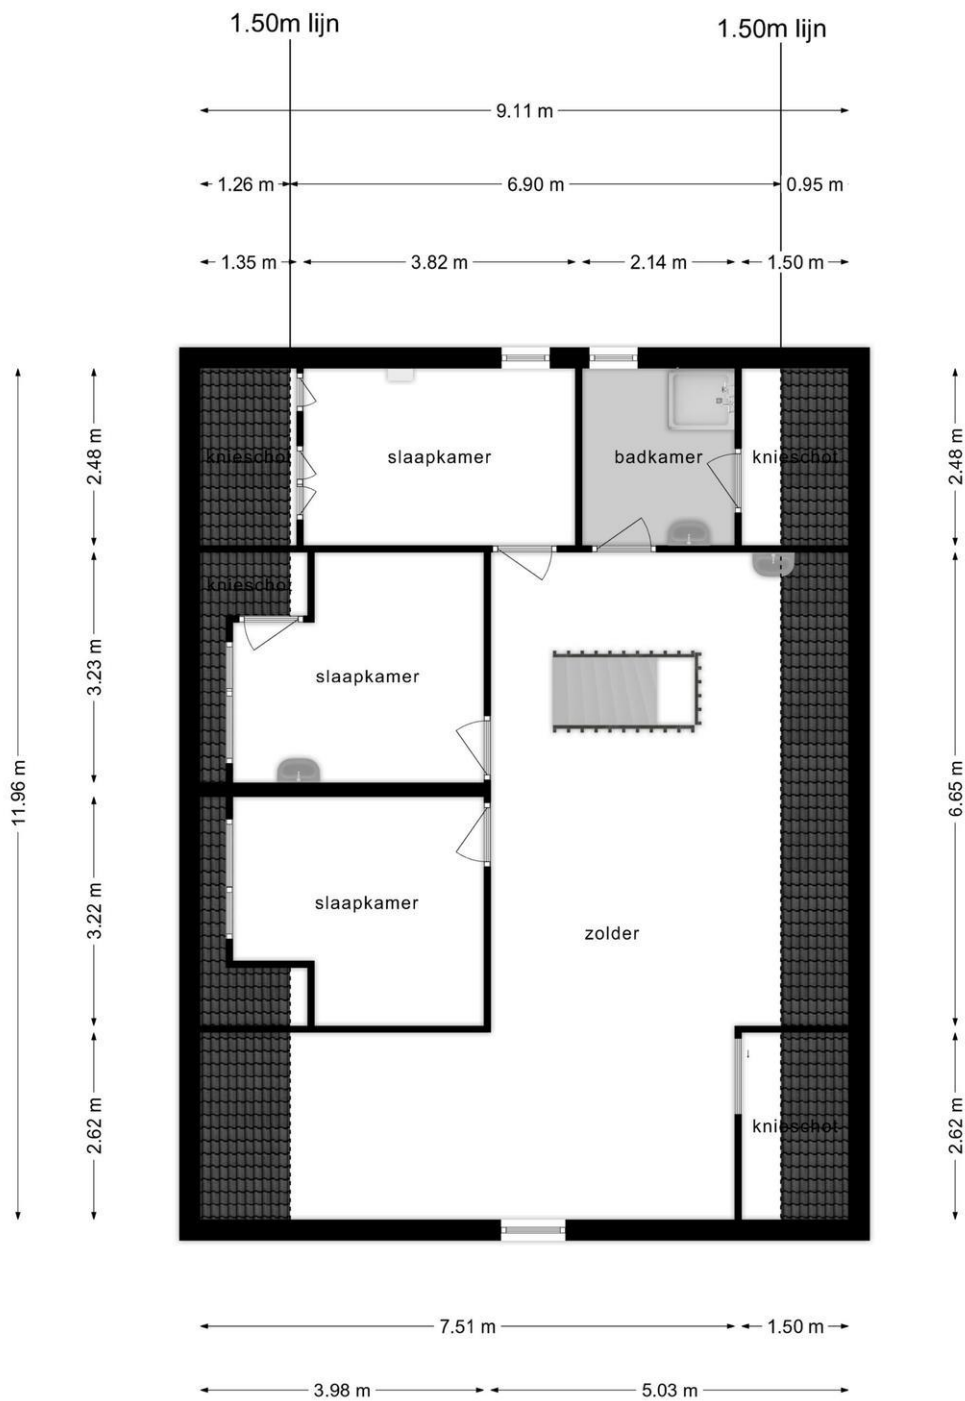 1.50m lijn
1.50m lijn
9.11 m
1.26 m
6.90 m
0.95 m
1.35 m
3.82 m
2.14 m
1.50 m
2.48 m
knieschot
slaapkamer
badkamer
knieschot
2.48 m
knieschot
3.23 m
slaapkamer
11.96 m
6.65 m
3.22 m
slaapkamer
zolder
2.62 m
knieschot
2.62 m
7.51 m
1.50 m
3.98 m
5.03 m